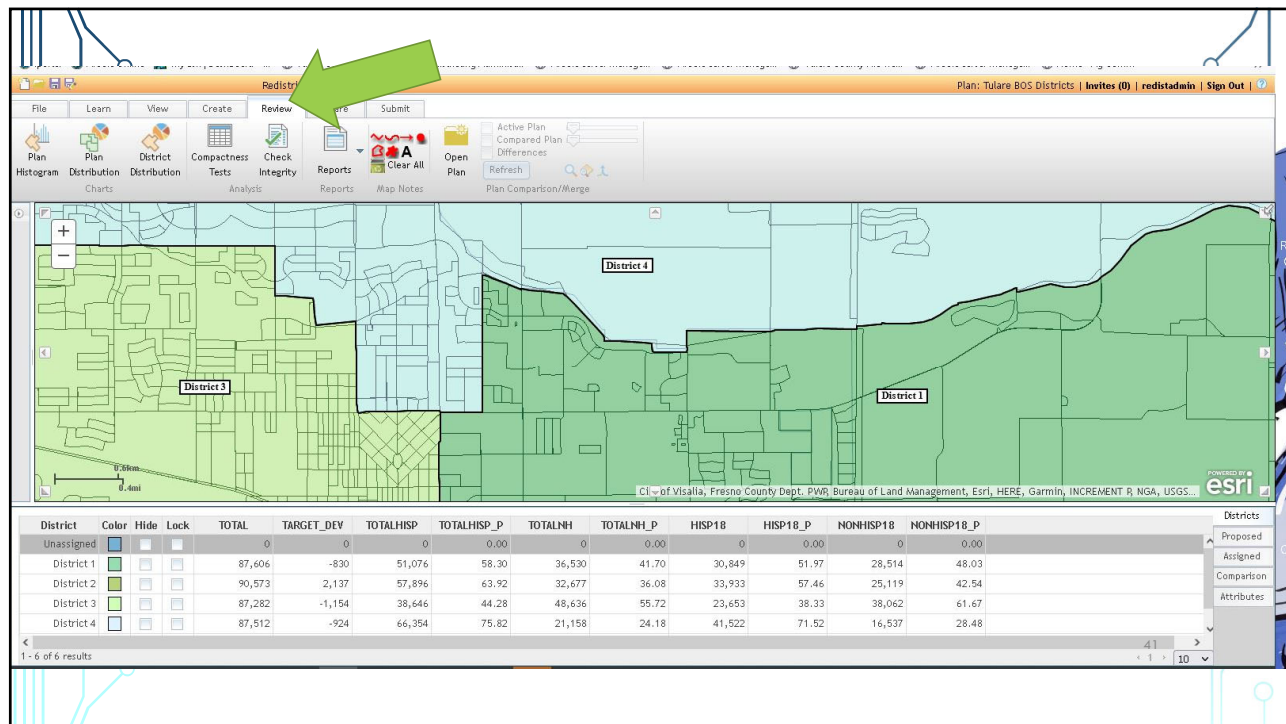 Plan: Tulare BOS Districts | Invites (0) | redistadmin | Sign Out | ?
File Learn View Create Review Submit
Plan Histogram
Plan Distribution
District Distribution
Charts
Compactness Tests
Check Integrity
Analysis
Reports
Reports
A
Clear All
Map Notes
Open Plan
Active Plan
Compared Plan
Differences
Refresh
Plan Comparison/Merge
+
−
District 4
District 3
District 1
0.6km
0.4mi
of Visalia, Fresno County Dept. PWP, Bureau of Land Management, Esri, HERE, Garmin, INCREMENT P, NGA, USGS...
POWERED BY
esri
District Color Hide Lock TOTAL TARGET_DEV TOTALHISP TOTALHISP_P TOTALNH TOTALNH_P HISP18 HISP18_P NONHISP18 NONHISP18_P
Unassigned 0 0 0 0.00 0 0.00 0 0.00 0 0.00
District 1 87,606 -830 51,076 58.30 36,530 41.70 30,849 51.97 28,514 48.03
District 2 90,573 2,137 57,896 63.92 32,677 36.08 33,933 57.46 25,119 42.54
District 3 87,282 -1,154 38,646 44.28 48,636 55.72 23,653 38.33 38,062 61.67
District 4 87,512 -924 66,354 75.82 21,158 24.18 41,522 71.52 16,537 28.48
Districts
Proposed
Assigned
Comparison
Attributes
41
1 - 6 of 6 results
1
10